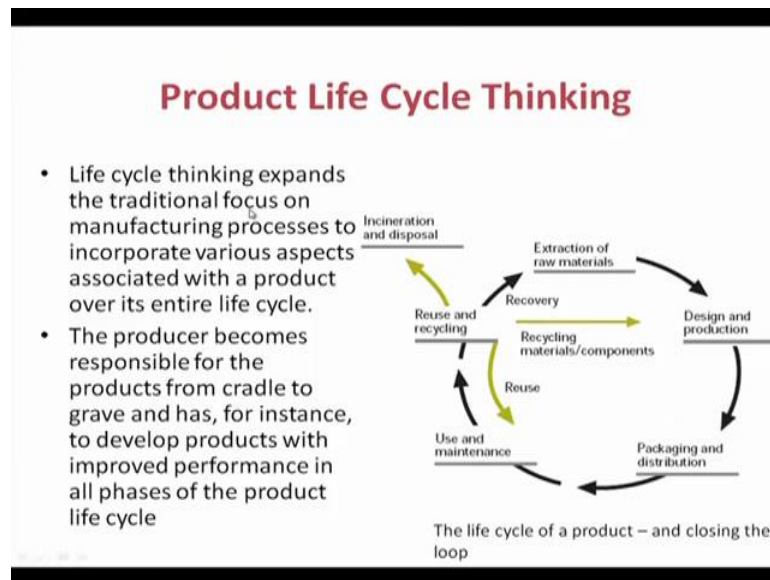 Product Life Cycle Thinking
• Life cycle thinking expands
the traditional focus on
manufacturing processes to
incorporate various aspects
associated with a product
over its entire life cycle.
• The producer becomes
responsible for the
products from cradle to
grave and has, for instance,
to develop products with
improved performance in
all phases of the product
life cycle
Incineration
and disposal
Extraction of
raw materials
Recovery
Reuse and
recycling
Design and
production
Recycling
materials/components
Reuse
Use and
maintenance
Packaging and
distribution
The life cycle of a product – and closing the
loop